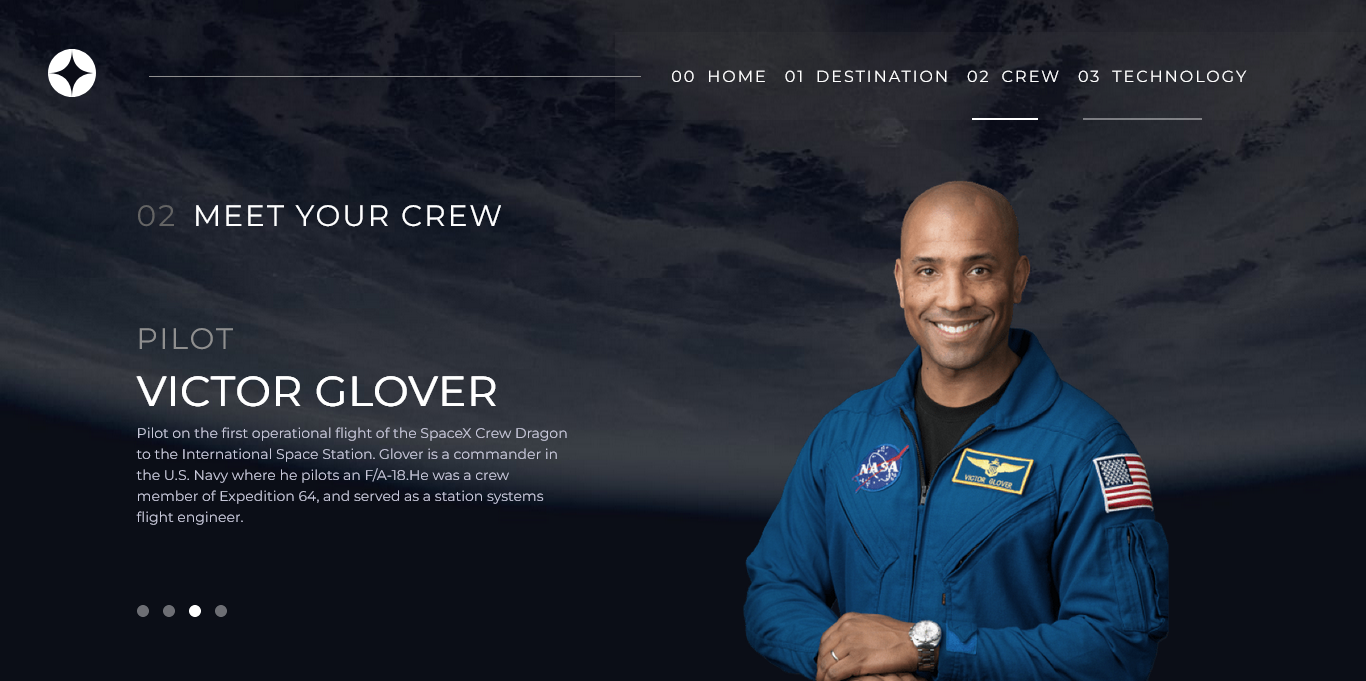 00 HOME 01 DESTINATION 02 CREW 03 TECHNOLOGY
02 MEET YOUR CREW
PILOT
VICTOR GLOVER
Pilot on the first operational flight of the SpaceX Crew Dragon
to the International Space Station. Glover is a commander in
the U.S. Navy where he pilots an F/A-18.He was a crew
member of Expedition 64, and served as a station systems
flight engineer.
NASA
VICTOR GLOVER